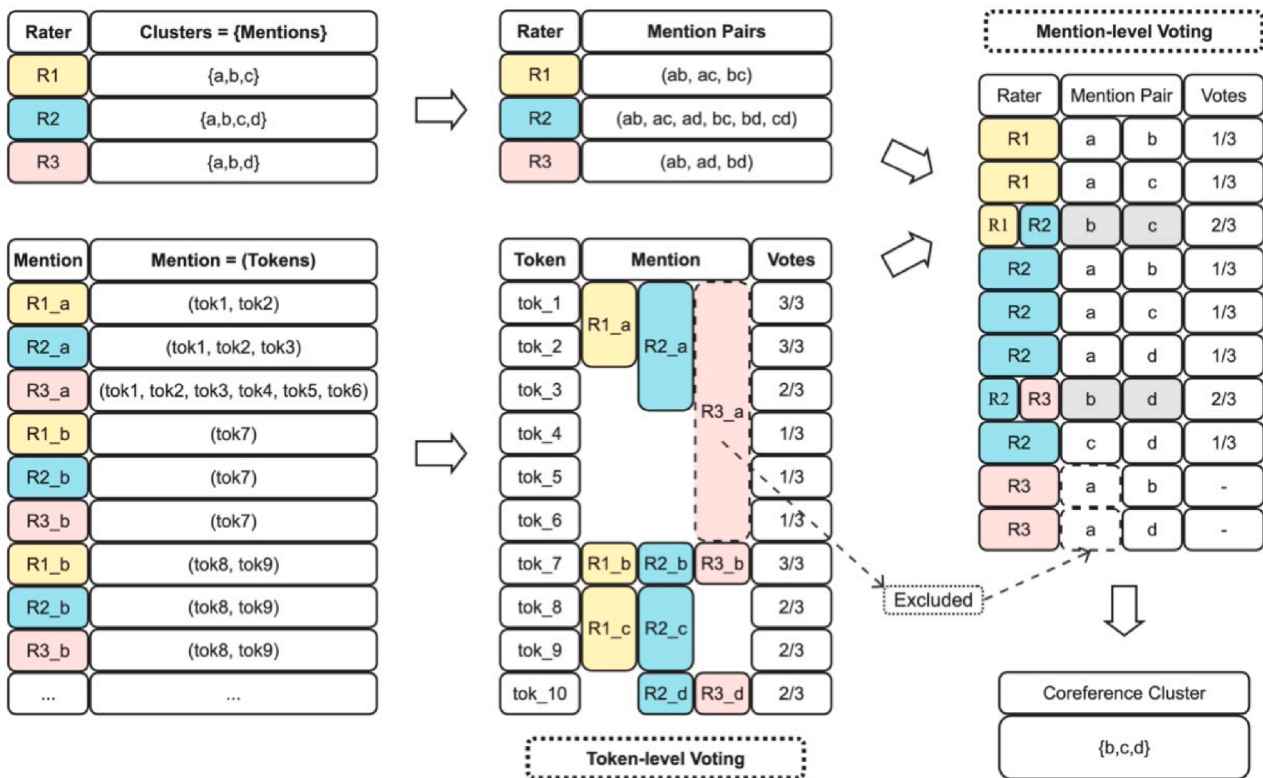 Rater Clusters = {Mentions}
R1 {a,b,c}
R2 {a,b,c,d}
R3 {a,b,d}
Rater Mention Pairs
R1 (ab, ac, bc)
R2 (ab, ac, ad, bc, bd, cd)
R3 (ab, ad, bd)
Mention Mention = (Tokens)
R1_a (tok1, tok2)
R2_a (tok1, tok2, tok3)
R3_a (tok1, tok2, tok3, tok4, tok5, tok6)
R1_b (tok7)
R2_b (tok7)
R3_b (tok7)
R1_b (tok8, tok9)
R2_b (tok8, tok9)
R3_b (tok8, tok9)
... ...
Token Mention Votes
tok_1 3/3
R1_a
tok_2 R2_a 3/3
tok_3 2/3
R3_a
tok_4 1/3
tok_5 1/3
tok_6 1/3
tok_7 R1_b R2_b R3_b 3/3
tok_8 2/3
R1_c R2_c
tok_9 2/3
tok_10 R2_d R3_d 2/3
Token-level Voting
Excluded
Mention-level Voting
Rater Mention Pair Votes
R1 a b 1/3
R1 a c 1/3
R1 R2 b c 2/3
R2 a b 1/3
R2 a c 1/3
R2 a d 1/3
R2 R3 b d 2/3
R2 c d 1/3
R3 a b -
R3 a d -
Coreference Cluster
{b,c,d}